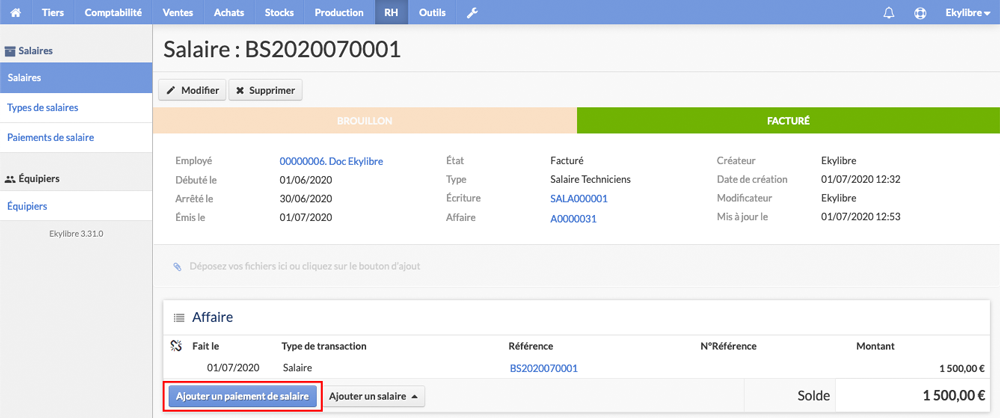 Tiers Comptabilité Ventes Achats Stocks Production RH Outils Ekylibre
Salaires
Salaires
Types de salaires
Paiements de salaire
Équipiers
Équipiers
Ekylibre 3.31.0
Salaire : BS2020070001
Modifier Supprimer
BROUILLON FACTURÉ
Employé 00000006. Doc Ekylibre État Facturé Créateur Ekylibre
Débuté le 01/06/2020 Type Salaire Techniciens Date de création 01/07/2020 12:32
Arrêté le 30/06/2020 Écriture SALA000001 Modificateur Ekylibre
Émis le 01/07/2020 Affaire A0000031 Mis à jour le 01/07/2020 12:53
Déposez vos fichiers ici ou cliquez sur le bouton d'ajout
Affaire
Fait le Type de transaction Référence N°Référence Montant
01/07/2020 Salaire BS2020070001 1 500,00 €
Ajouter un paiement de salaire Ajouter un salaire Solde 1 500,00 €